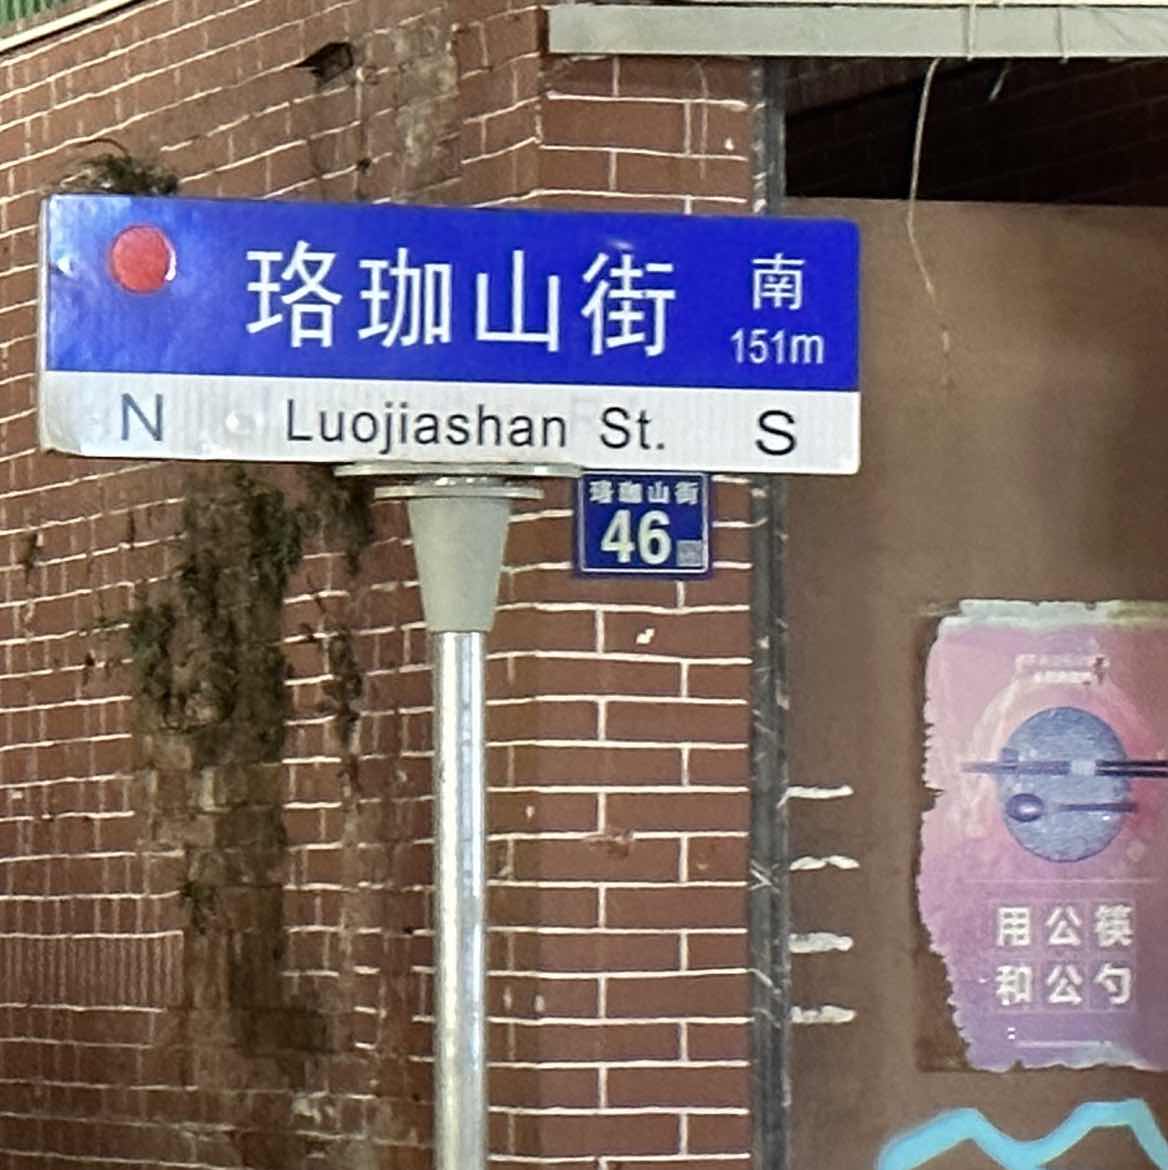 珞珈山街 南
151m
N Luojiashan St. S
珞珈山街
46
用公筷
和公勺